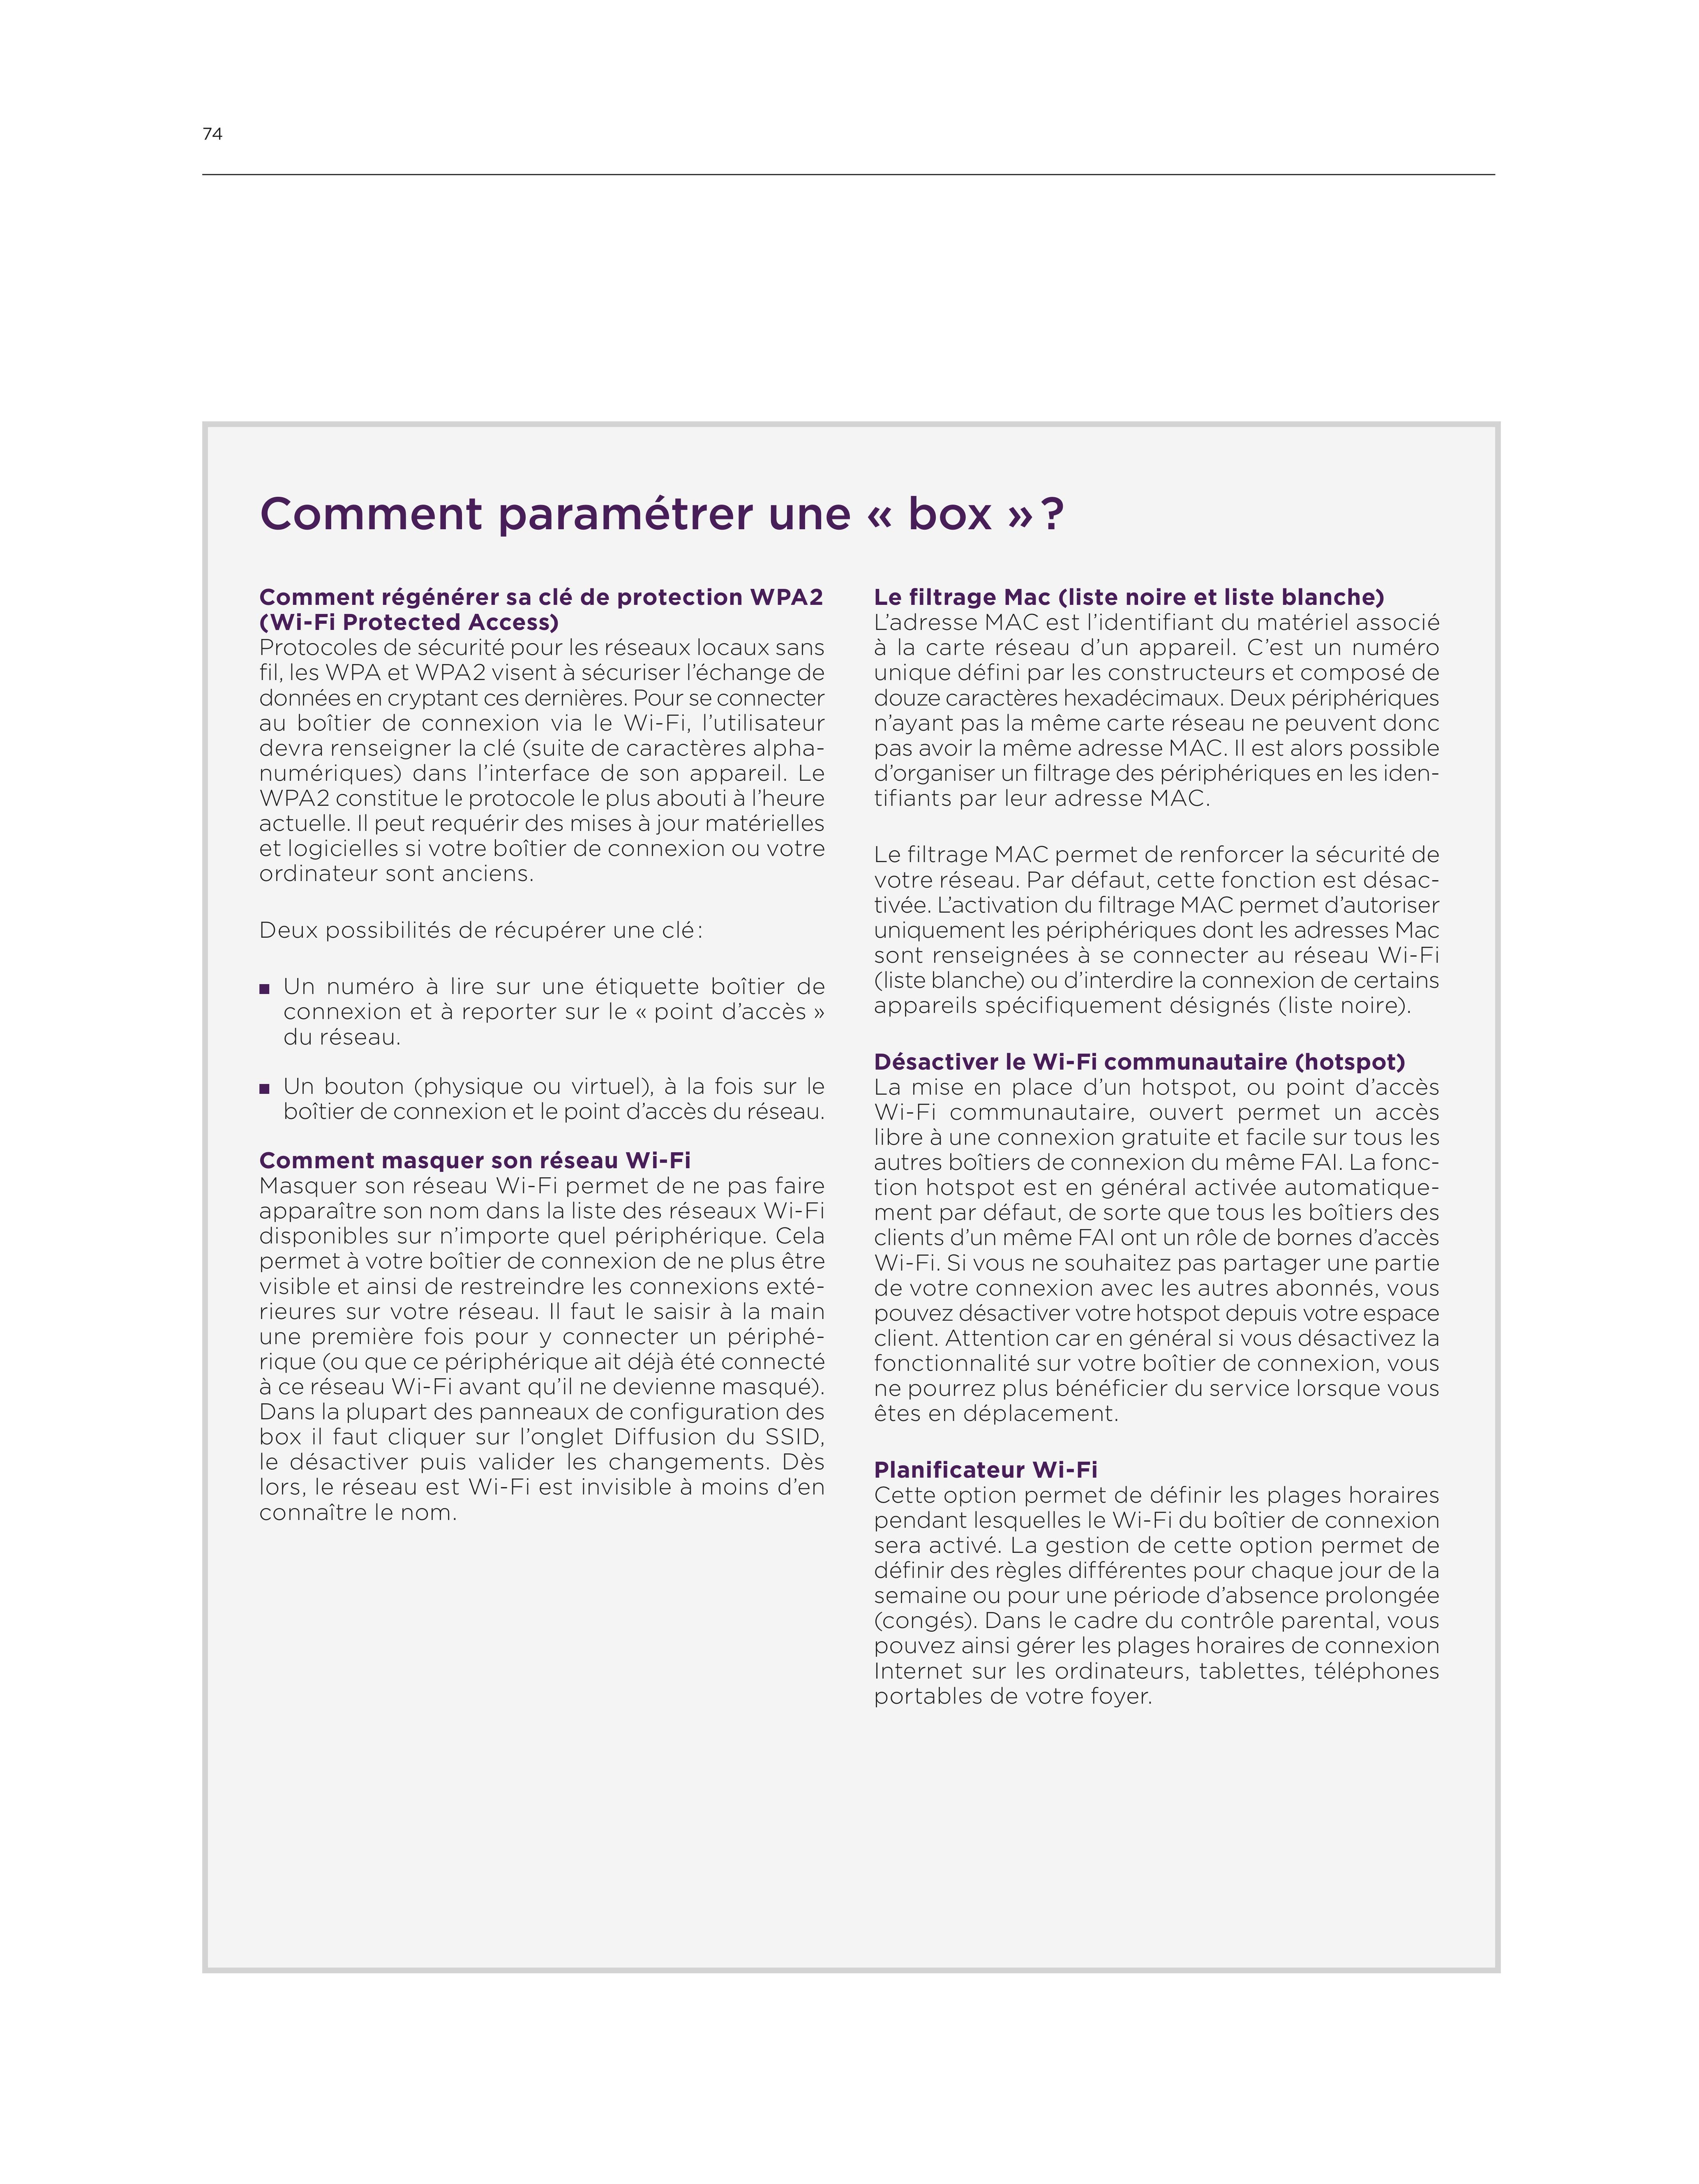 74
Comment paramétrer une « box » ?
Comment régénérer sa clé de protection WPA2
(Wi-Fi Protected Access)
Protocoles de sécurité pour les réseaux locaux sans
fil, les WPA et WPA2 visent à sécuriser l’échange de
données en cryptant ces dernières. Pour se connecter
au boîtier de connexion via le Wi-Fi, l’utilisateur
devra renseigner la clé (suite de caractères alpha-
numériques) dans l’interface de son appareil. Le
WPA2 constitue le protocole le plus abouti à l’heure
actuelle. Il peut requérir des mises à jour matérielles
et logicielles si votre boîtier de connexion ou votre
ordinateur sont anciens.
Deux possibilités de récupérer une clé :
■ Un numéro à lire sur une étiquette boîtier de
connexion et à reporter sur le « point d’accès »
du réseau.
■ Un bouton (physique ou virtuel), à la fois sur le
boîtier de connexion et le point d’accès du réseau.
Comment masquer son réseau Wi-Fi
Masquer son réseau Wi-Fi permet de ne pas faire
apparaître son nom dans la liste des réseaux Wi-Fi
disponibles sur n’importe quel périphérique. Cela
permet à votre boîtier de connexion de ne plus être
visible et ainsi de restreindre les connexions exté-
rieures sur votre réseau. Il faut le saisir à la main
une première fois pour y connecter un périphé-
rique (ou que ce périphérique ait déjà été connecté
à ce réseau Wi-Fi avant qu’il ne devienne masqué).
Dans la plupart des panneaux de configuration des
box il faut cliquer sur l’onglet Diffusion du SSID,
le désactiver puis valider les changements. Dès
lors, le réseau est Wi-Fi est invisible à moins d’en
connaître le nom.
Le filtrage Mac (liste noire et liste blanche)
L’adresse MAC est l’identifiant du matériel associé
à la carte réseau d’un appareil. C’est un numéro
unique défini par les constructeurs et composé de
douze caractères hexadécimaux. Deux périphériques
n’ayant pas la même carte réseau ne peuvent donc
pas avoir la même adresse MAC. Il est alors possible
d’organiser un filtrage des périphériques en les iden-
tifiants par leur adresse MAC.
Le filtrage MAC permet de renforcer la sécurité de
votre réseau. Par défaut, cette fonction est désac-
tivée. L’activation du filtrage MAC permet d’autoriser
uniquement les périphériques dont les adresses Mac
sont renseignées à se connecter au réseau Wi-Fi
(liste blanche) ou d’interdire la connexion de certains
appareils spécifiquement désignés (liste noire).
Désactiver le Wi-Fi communautaire (hotspot)
La mise en place d’un hotspot, ou point d’accès
Wi-Fi communautaire, ouvert permet un accès
libre à une connexion gratuite et facile sur tous les
autres boîtiers de connexion du même FAI. La fonc-
tion hotspot est en général activée automatique-
ment par défaut, de sorte que tous les boîtiers des
clients d’un même FAI ont un rôle de bornes d’accès
Wi-Fi. Si vous ne souhaitez pas partager une partie
de votre connexion avec les autres abonnés, vous
pouvez désactiver votre hotspot depuis votre espace
client. Attention car en général si vous désactivez la
fonctionnalité sur votre boîtier de connexion, vous
ne pourrez plus bénéficier du service lorsque vous
êtes en déplacement.
Planificateur Wi-Fi
Cette option permet de définir les plages horaires
pendant lesquelles le Wi-Fi du boîtier de connexion
sera activé. La gestion de cette option permet de
définir des règles différentes pour chaque jour de la
semaine ou pour une période d’absence prolongée
(congés). Dans le cadre du contrôle parental, vous
pouvez ainsi gérer les plages horaires de connexion
Internet sur les ordinateurs, tablettes, téléphones
portables de votre foyer.